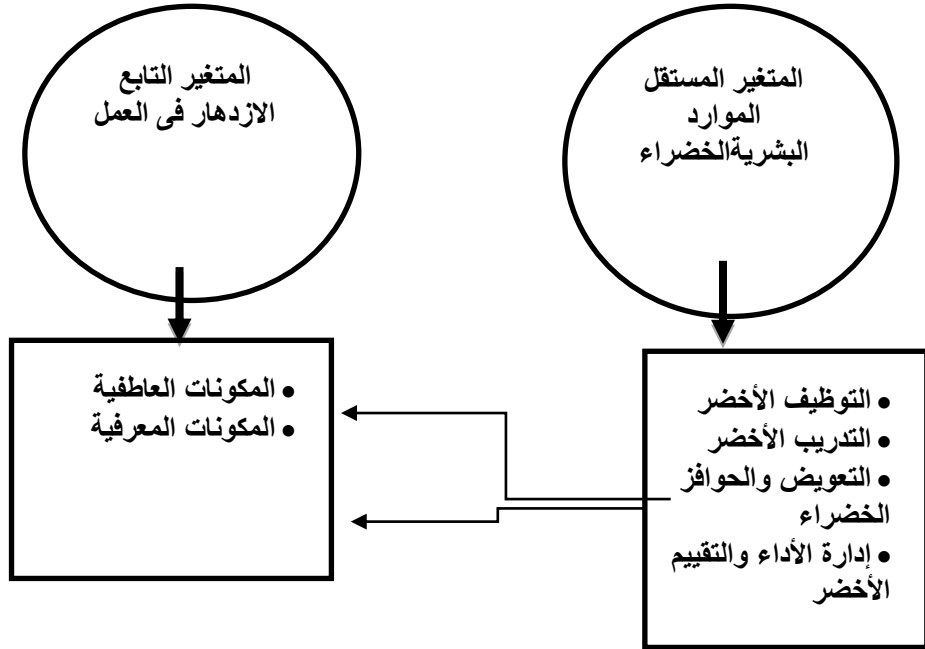 المتغير المستقل
الموارد
البشريةالخضراء
المتغير التابع
الازدهار فى العمل
• التوظيف الأخضر
• التدريب الأخضر
• التعويض والحوافز
الخضراء
• إدارة الأداء والتقييم
الأخضر
• المكونات العاطفية
• المكونات المعرفية